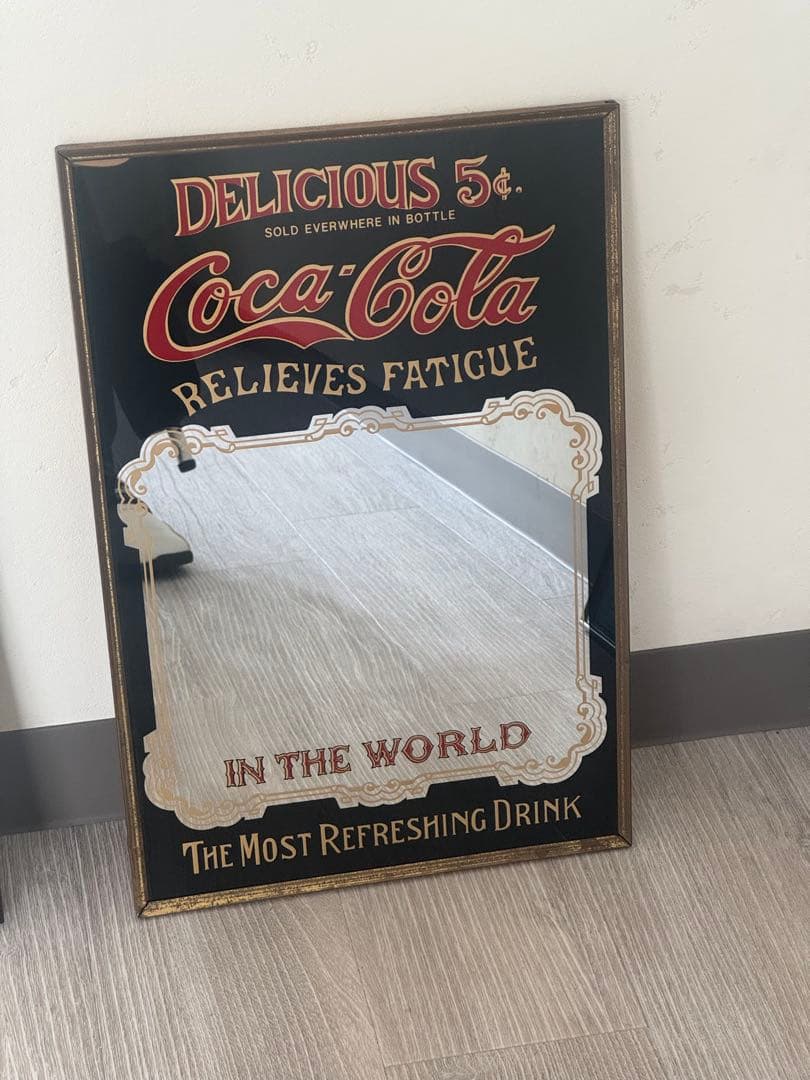 DELICIOUS 5¢.
SOLD EVERWHERE IN BOTTLE
Coca-Cola
RELIEVES FATIGUE
IN THE WORLD
THE MOST REFRESHING DRINK